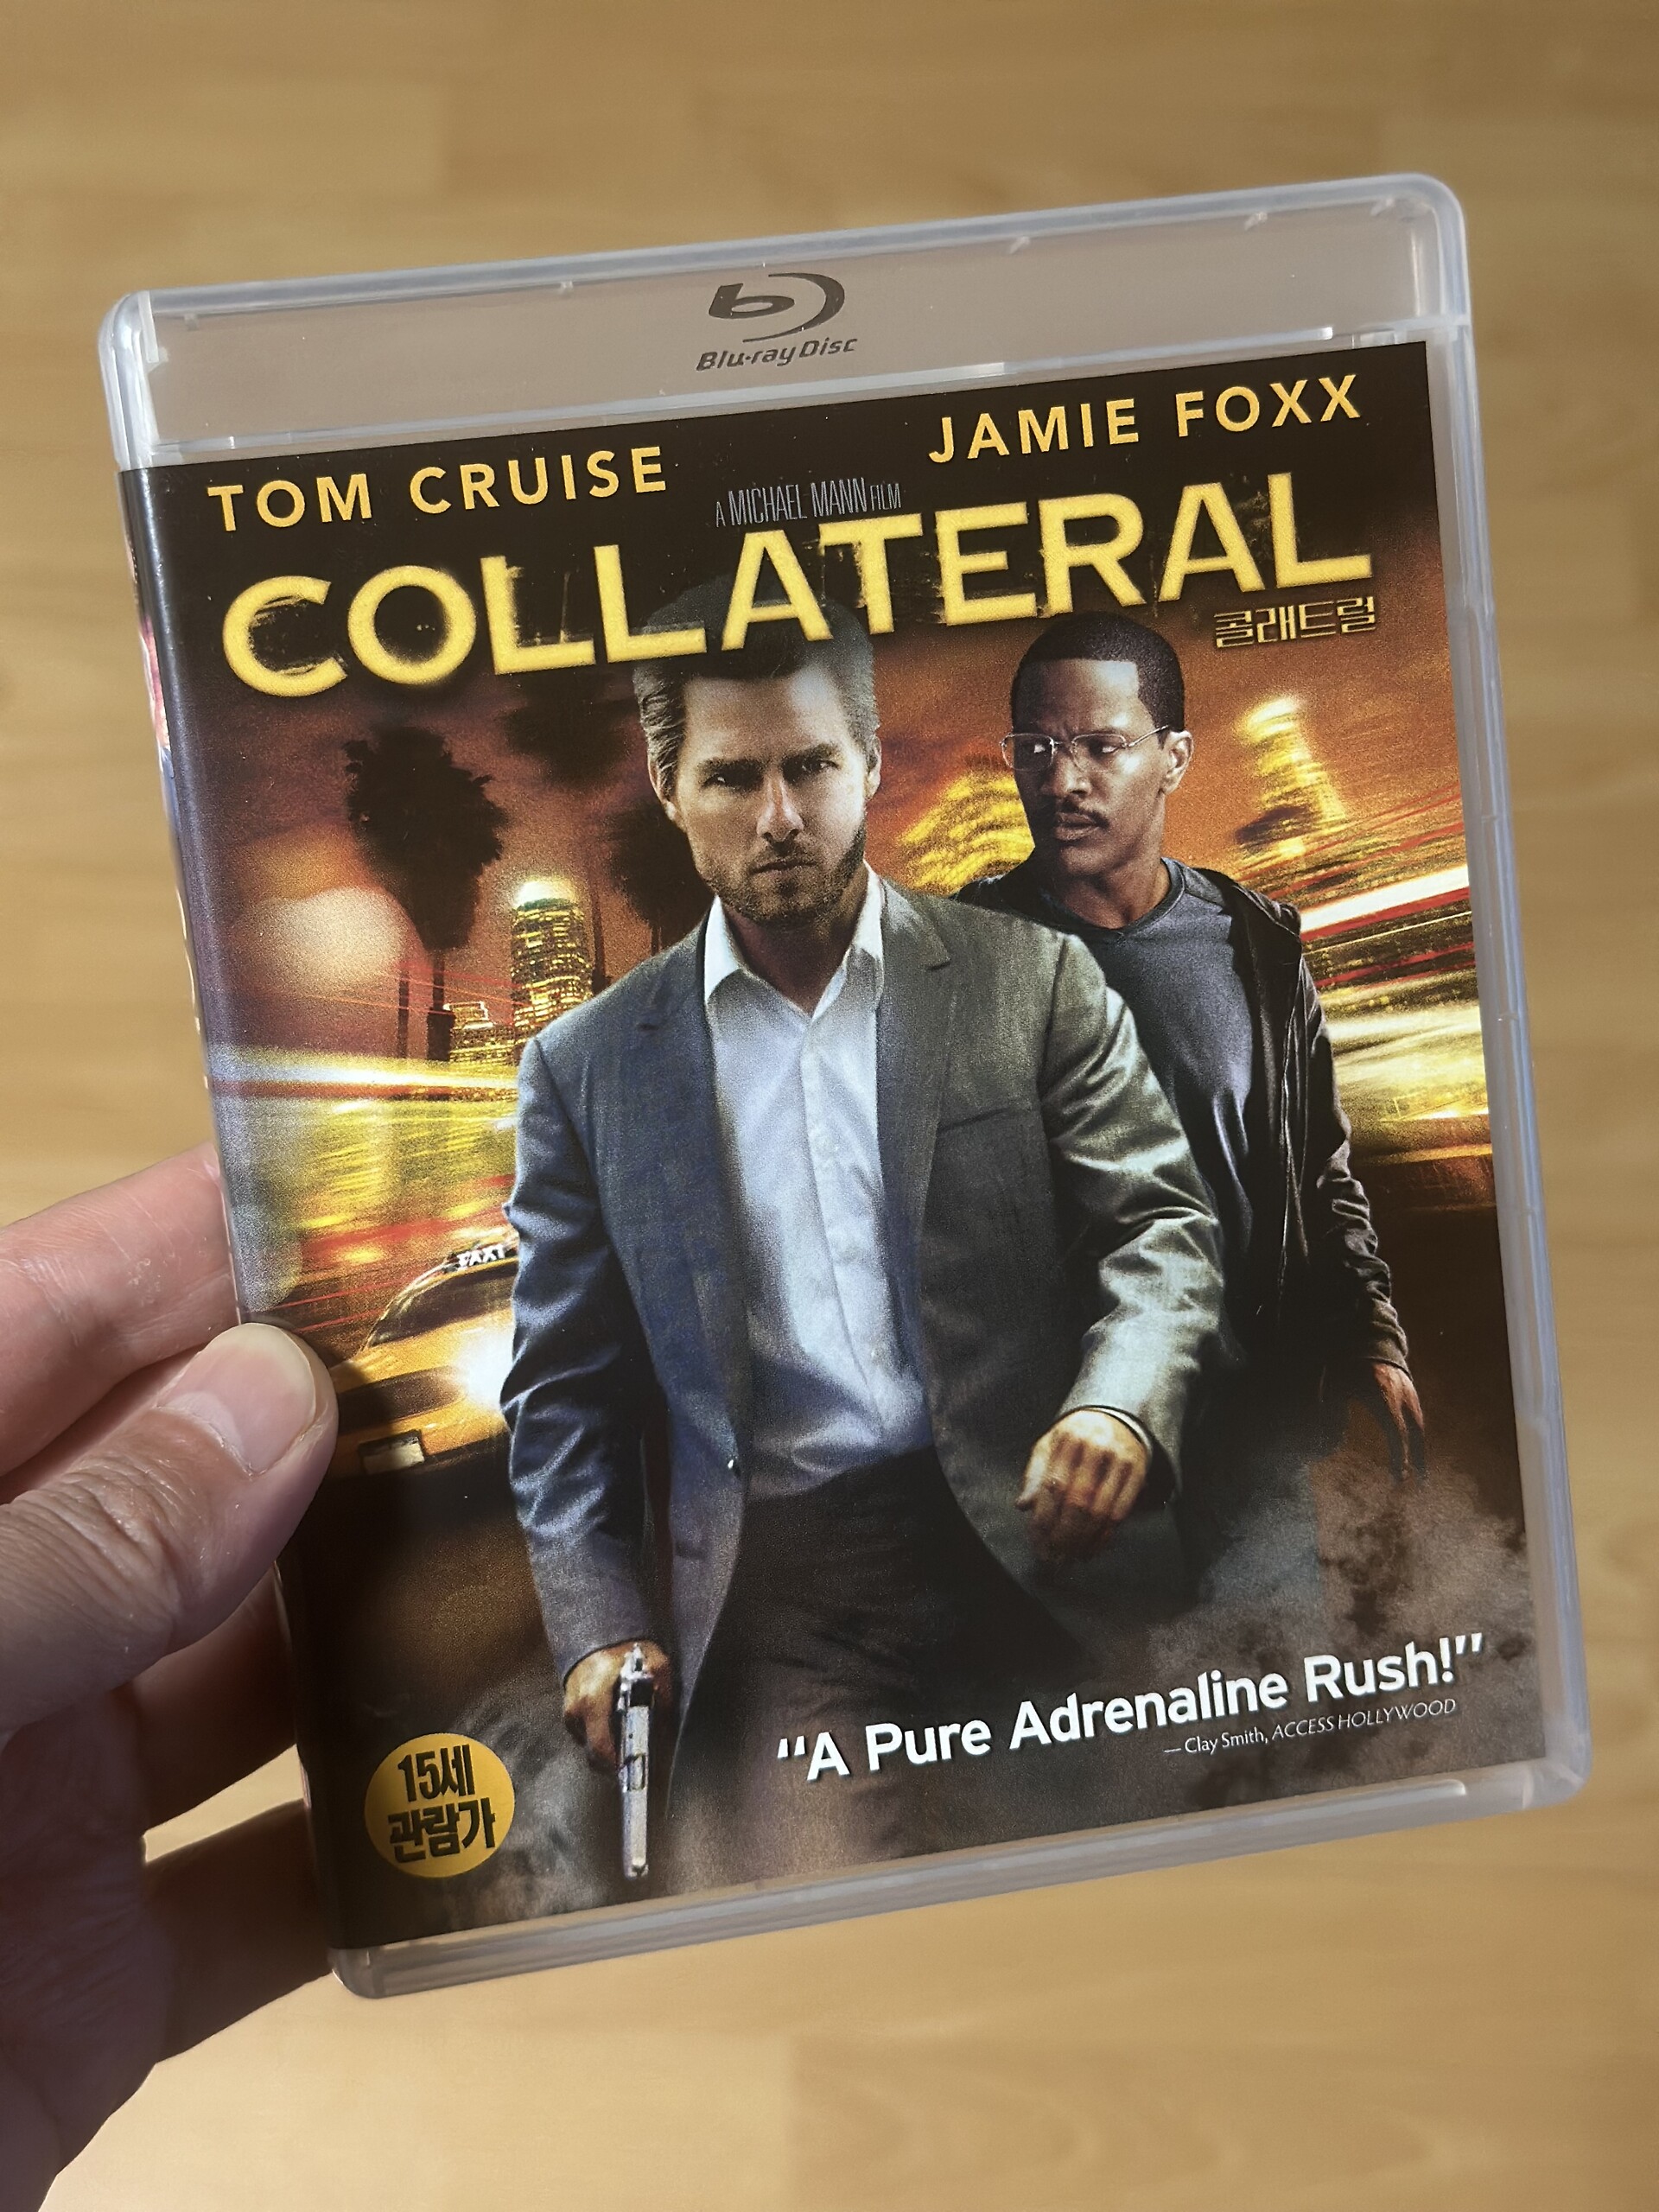 Blu-ray Disc
TOM CRUISE
JAMIE FOXX
A MICHAEL MANN FILM
COLLATERAL
콜래트럴
TAXI
"A Pure Adrenaline Rush!"
— Clay Smith, ACCESS HOLLYWOOD
15세
관람가